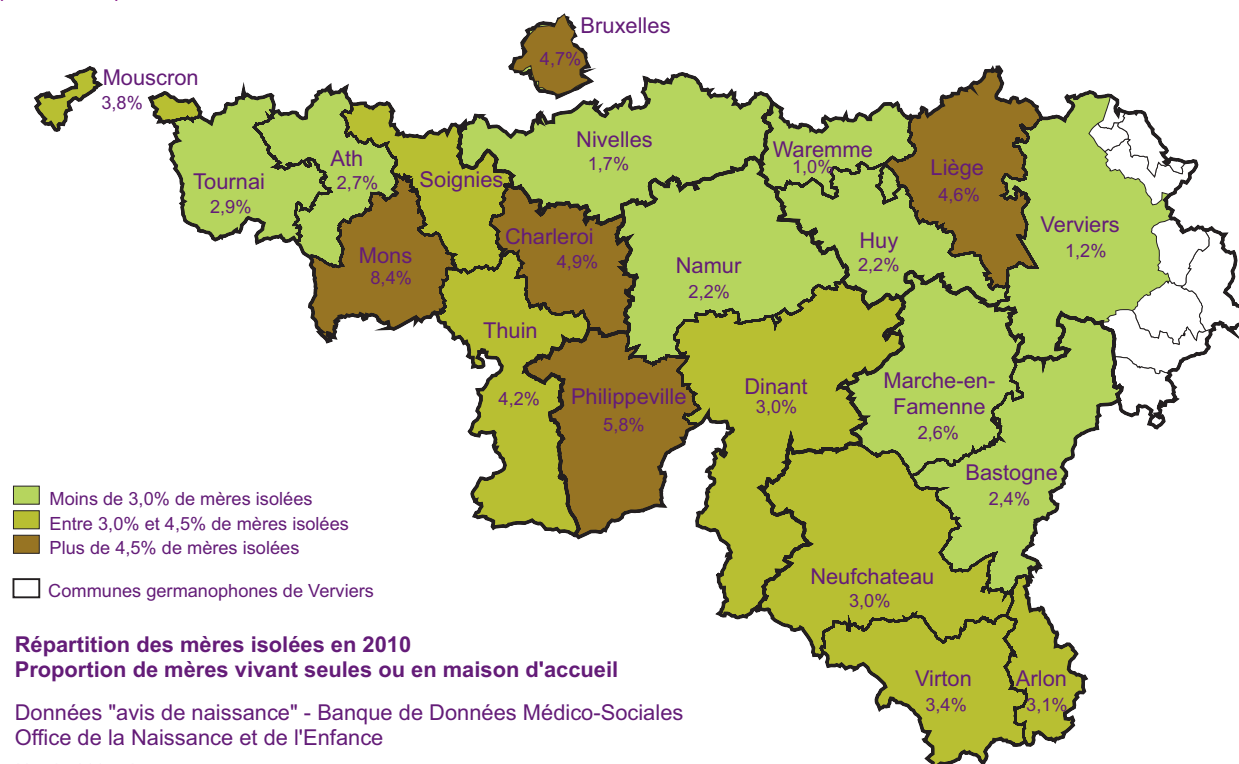 Bruxelles
4,7%
Mouscron
3,8%
Nivelles
1,7%
Waremme
1,0%
Liège
4,6%
Ath
2,7%
Soignies
Tournai
2,9%
Verviers
1,2%
Charleroi
4,9%
Huy
2,2%
Mons
8,4%
Namur
2,2%
Thuin
4,2%
Philippeville
5,8%
Dinant
3,0%
Marche-en-
Famenne
2,6%
Bastogne
2,4%
Moins de 3,0% de mères isolées
Entre 3,0% et 4,5% de mères isolées
Plus de 4,5% de mères isolées
Communes germanophones de Verviers
Neufchateau
3,0%
Répartition des mères isolées en 2010
Proportion de mères vivant seules ou en maison d'accueil
Virton
3,4%
Arlon
3,1%
Données "avis de naissance" - Banque de Données Médico-Sociales
Office de la Naissance et de l'Enfance